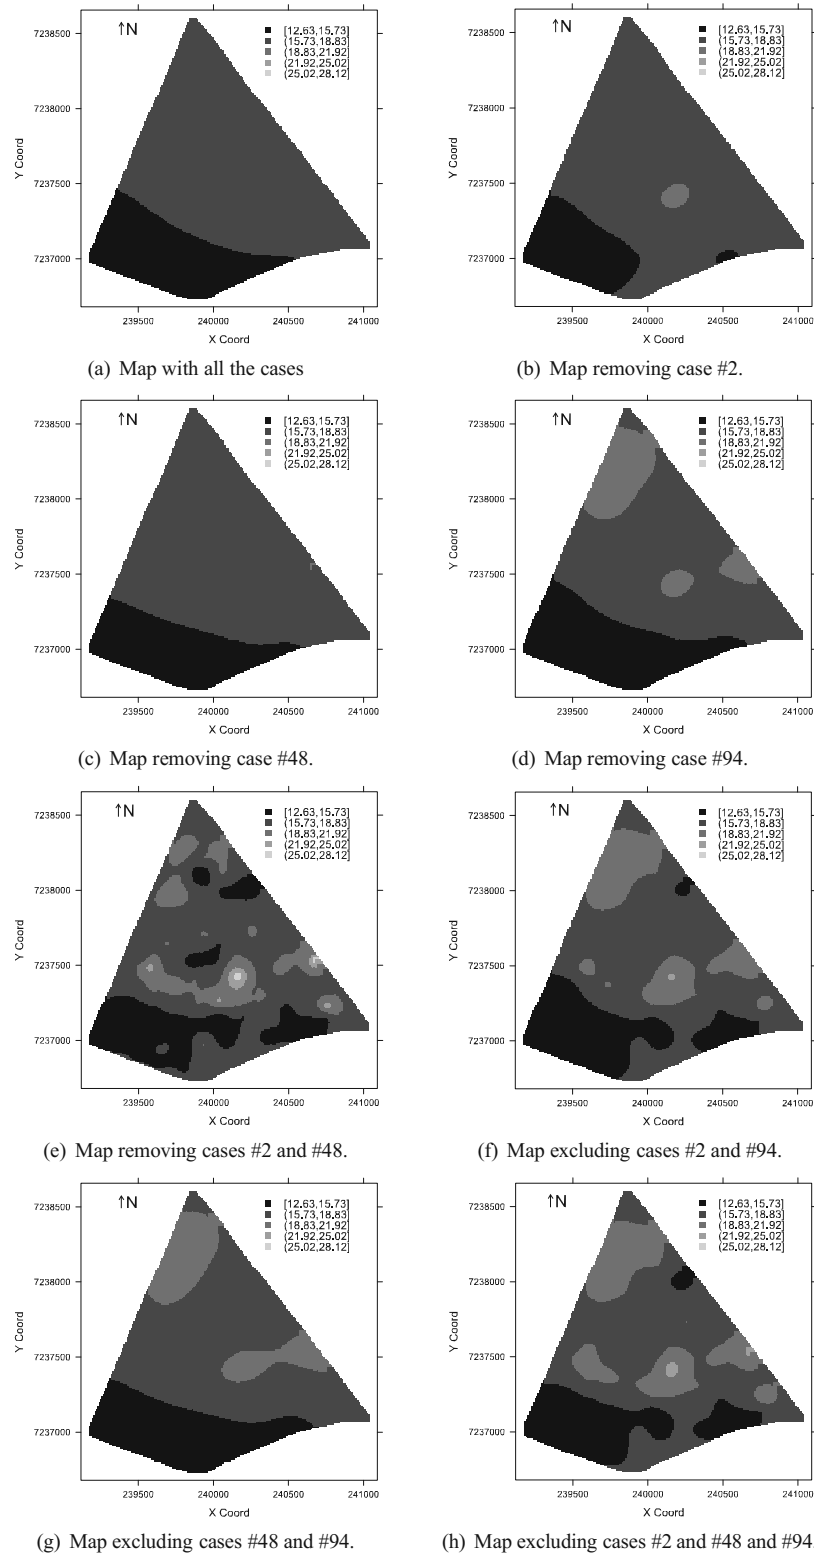 ↑N
[12.63,15.73]
(15.73,18.83]
(18.83,21.92]
(21.92,25.02]
(25.02,28.12]
7238500
7238000
7237500
7237000
Y Coord
239500 240000 240500 241000
X Coord
(a) Map with all the cases
↑N
[12.63,15.73]
(15.73,18.83]
(18.83,21.92]
(21.92,25.02]
(25.02,28.12]
7238500
7238000
7237500
7237000
Y Coord
239500 240000 240500 241000
X Coord
(b) Map removing case #2.
↑N
[12.63,15.73]
(15.73,18.83]
(18.83,21.92]
(21.92,25.02]
(25.02,28.12]
7238500
7238000
7237500
7237000
Y Coord
239500 240000 240500 241000
X Coord
(c) Map removing case #48.
↑N
[12.63,15.73]
(15.73,18.83]
(18.83,21.92]
(21.92,25.02]
(25.02,28.12]
7238500
7238000
7237500
7237000
Y Coord
239500 240000 240500 241000
X Coord
(d) Map removing case #94.
↑N
[12.63,15.73]
(15.73,18.83]
(18.83,21.92]
(21.92,25.02]
(25.02,28.12]
7238500
7238000
7237500
7237000
Y Coord
239500 240000 240500 241000
X Coord
(e) Map removing cases #2 and #48.
↑N
[12.63,15.73]
(15.73,18.83]
(18.83,21.92]
(21.92,25.02]
(25.02,28.12]
7238500
7238000
7237500
7237000
Y Coord
239500 240000 240500 241000
X Coord
(f) Map excluding cases #2 and #94.
↑N
[12.63,15.73]
(15.73,18.83]
(18.83,21.92]
(21.92,25.02]
(25.02,28.12]
7238500
7238000
7237500
7237000
Y Coord
239500 240000 240500 241000
X Coord
(g) Map excluding cases #48 and #94.
↑N
[12.63,15.73]
(15.73,18.83]
(18.83,21.92]
(21.92,25.02]
(25.02,28.12]
7238500
7238000
7237500
7237000
Y Coord
239500 240000 240500 241000
X Coord
(h) Map excluding cases #2 and #48 and #94